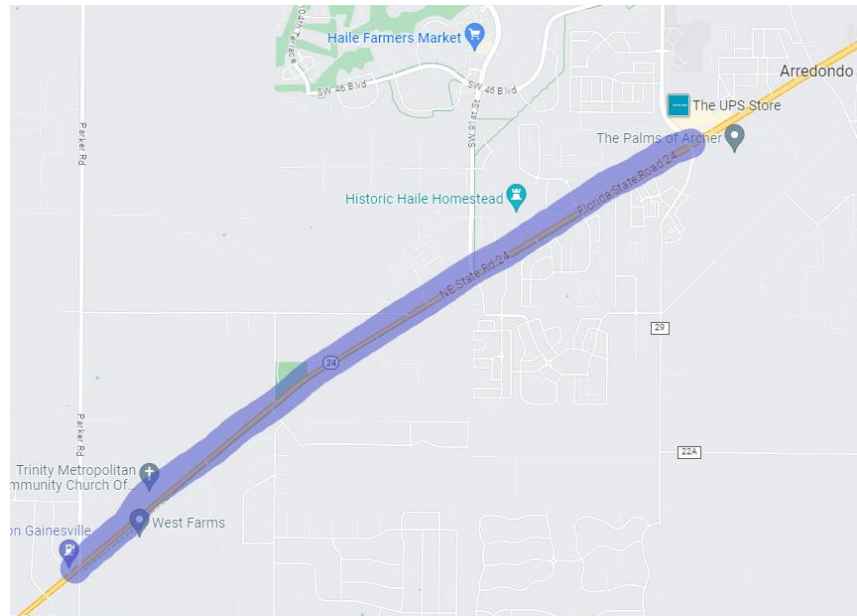 04th Terrace
Haile Farmers Market
SW 46 Blvd
SW 46 Blvd
Arredondo
The UPS Store
The Palms of Archer
SW 91st St
Parker Rd
Historic Haile Homestead
Florida State Road 24
NE State Rd 24
29
24
Parker Rd
22A
Trinity Metropolitan
mmunity Church Of...
West Farms
on Gainesville